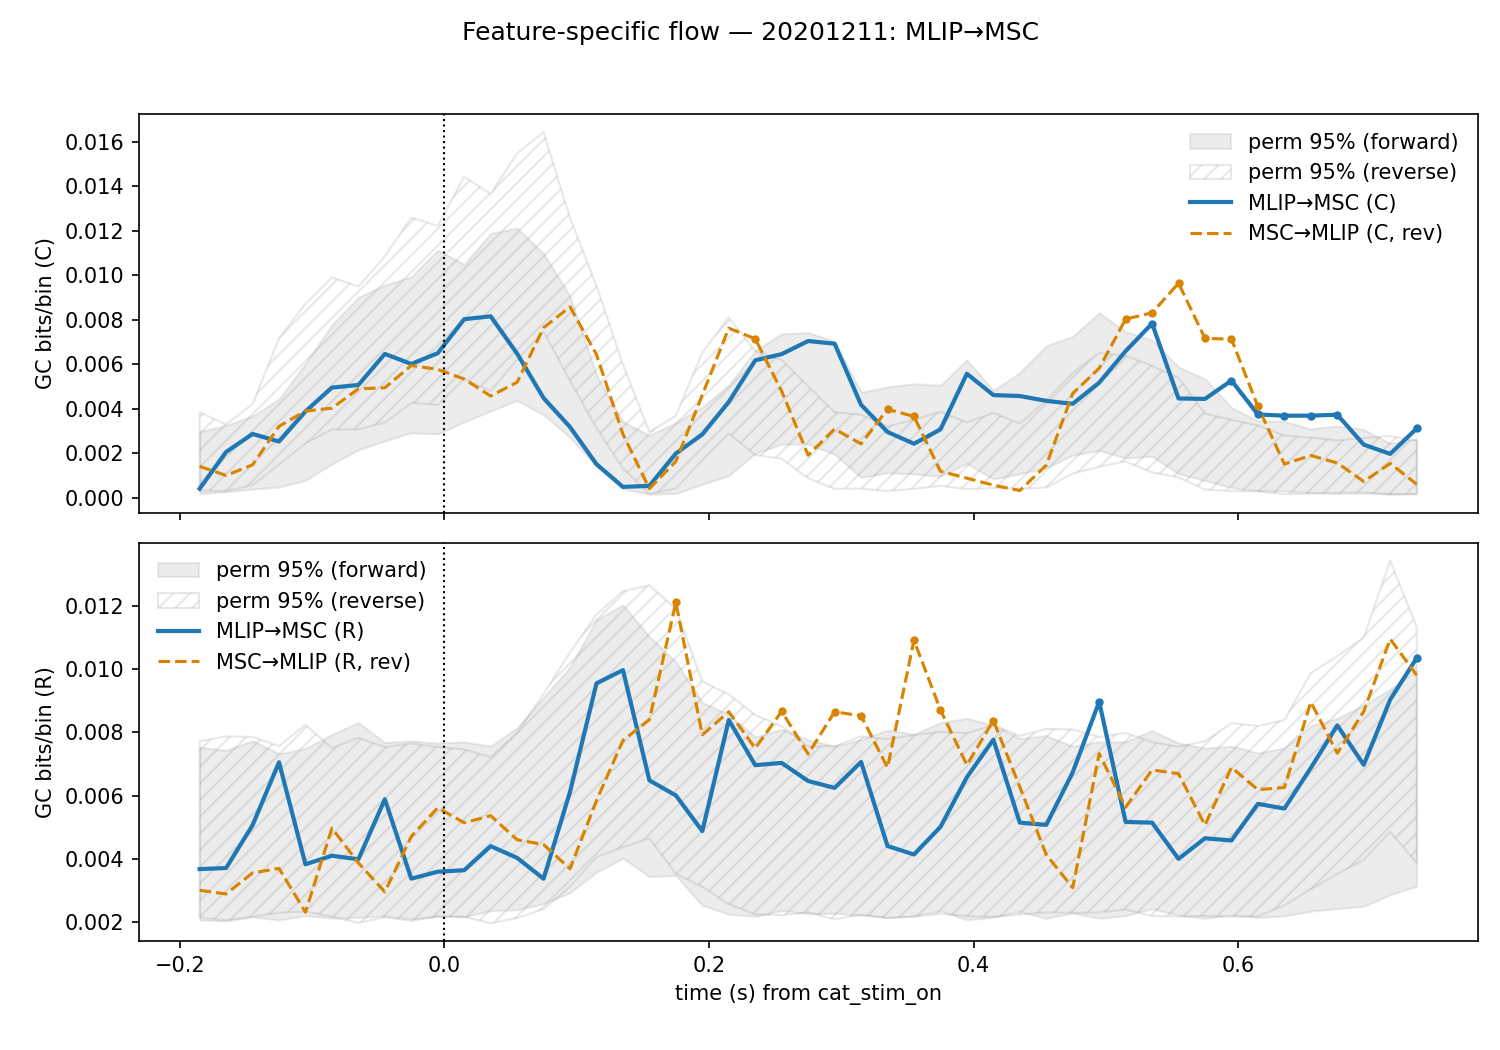 Feature-specific flow — 20201211: MLIP→MSC
GC bits/bin (C)
0.016
0.014
0.012
0.010
0.008
0.006
0.004
0.002
0.000
perm 95% (forward)
perm 95% (reverse)
MLIP→MSC (C)
MSC→MLIP (C, rev)
GC bits/bin (R)
0.012
0.010
0.008
0.006
0.004
0.002
perm 95% (forward)
perm 95% (reverse)
MLIP→MSC (R)
MSC→MLIP (R, rev)
−0.2
0.0
0.2
0.4
0.6
time (s) from cat_stim_on